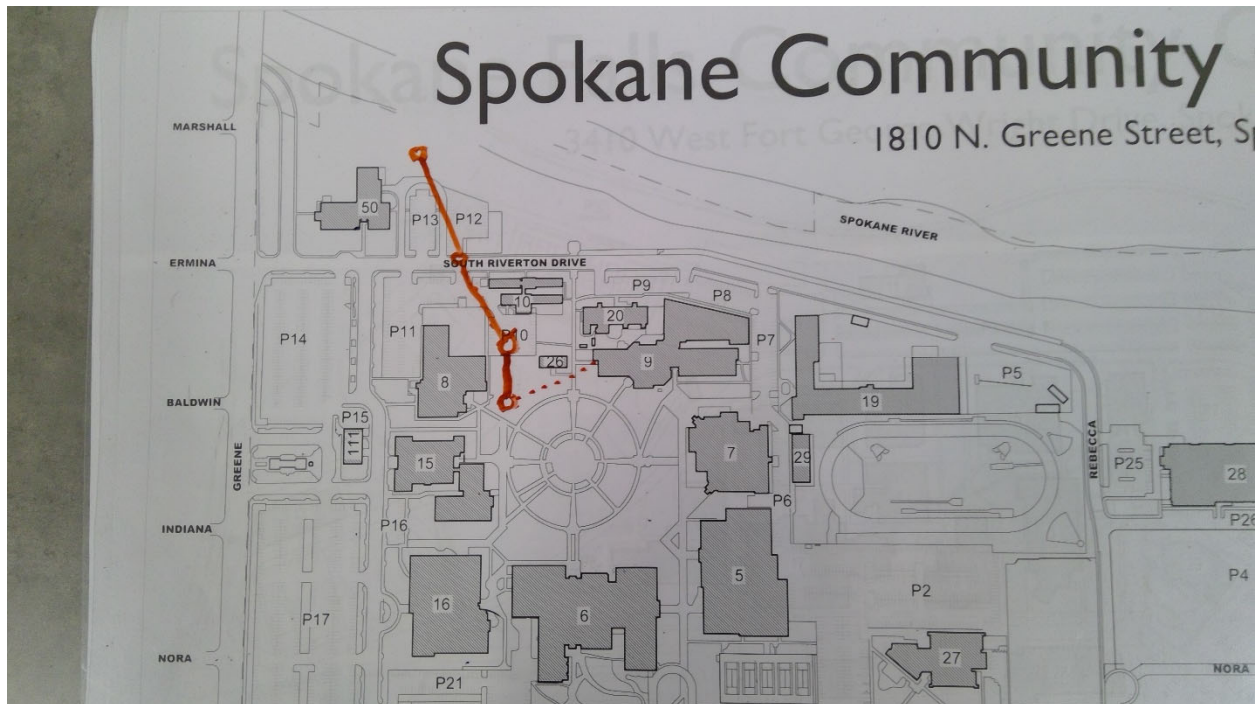 Spokane Community
1810 N. Greene Street, Sp
MARSHALL
50
P13
P12
SPOKANE RIVER
ERMINA
SOUTH RIVERTON DRIVE
P14
P11
10
P9
P8
20
P10
P7
26
9
8
P5
19
BALDWIN
P15
111
GREENE
15
7
29
REBECCA
P25
28
P6
P16
INDIANA
P26
5
P4
16
6
P2
P17
27
NORA
NORA
P21